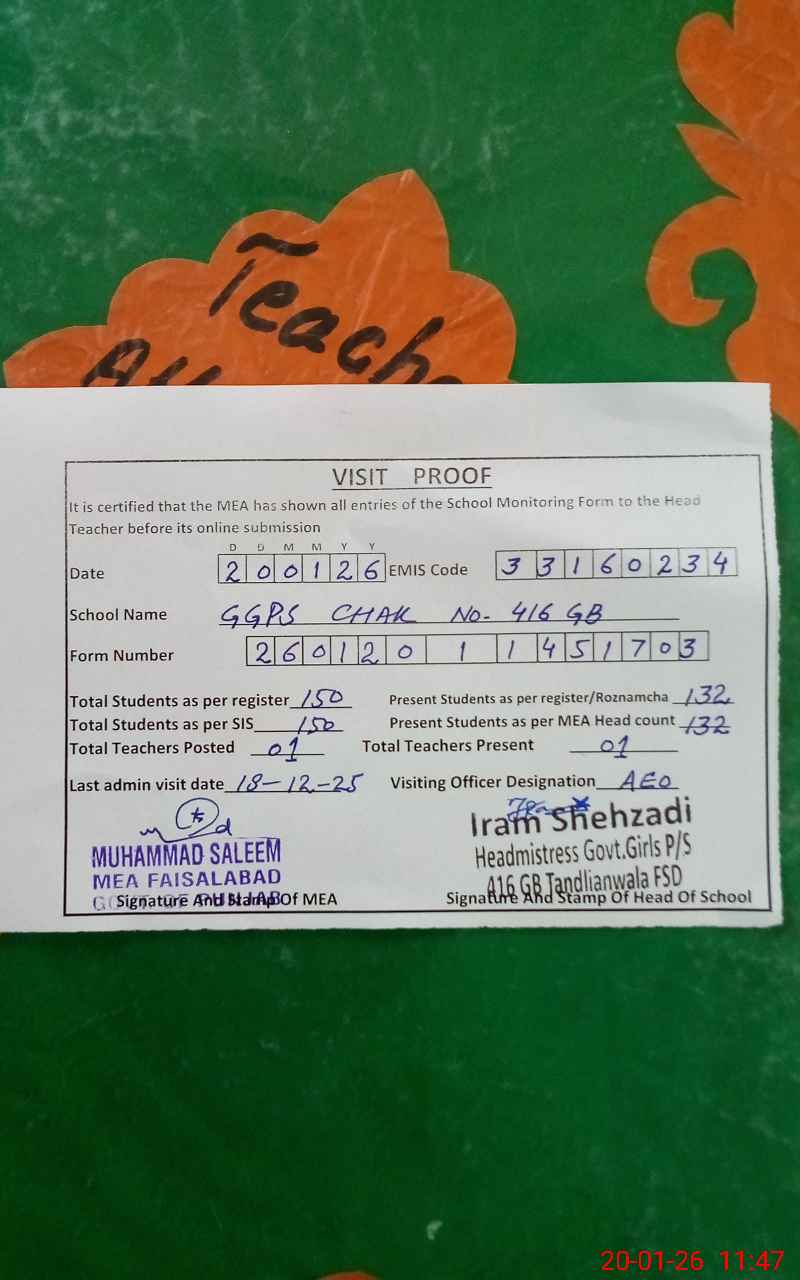 Teache
VISIT PROOF
It is certified that the MEA has shown all entries of the School Monitoring Form to the Head
Teacher before its online submission
D D M M Y Y
Date 2 0 0 1 2 6 EMIS Code 3 3 1 6 0 2 3 4
School Name GGPS CHAK No- 416 GB
Form Number 2 6 0 1 2 0 1 1 4 5 1 7 0 3
Total Students as per register 150 Present Students as per register/Roznamcha 132
Total Students as per SIS 150 Present Students as per MEA Head count 132
Total Teachers Posted 01 Total Teachers Present 01
Last admin visit date 18-12-25 Visiting Officer Designation AEO
MUHAMMAD SALEEM
MEA FAISALABAD
Signature And Stamp Of MEA
Iram Shehzadi
Headmistress Govt.Girls P/S
416 GB Tandlianwala FSD
Signature And Stamp Of Head Of School
20-01-26 11:47